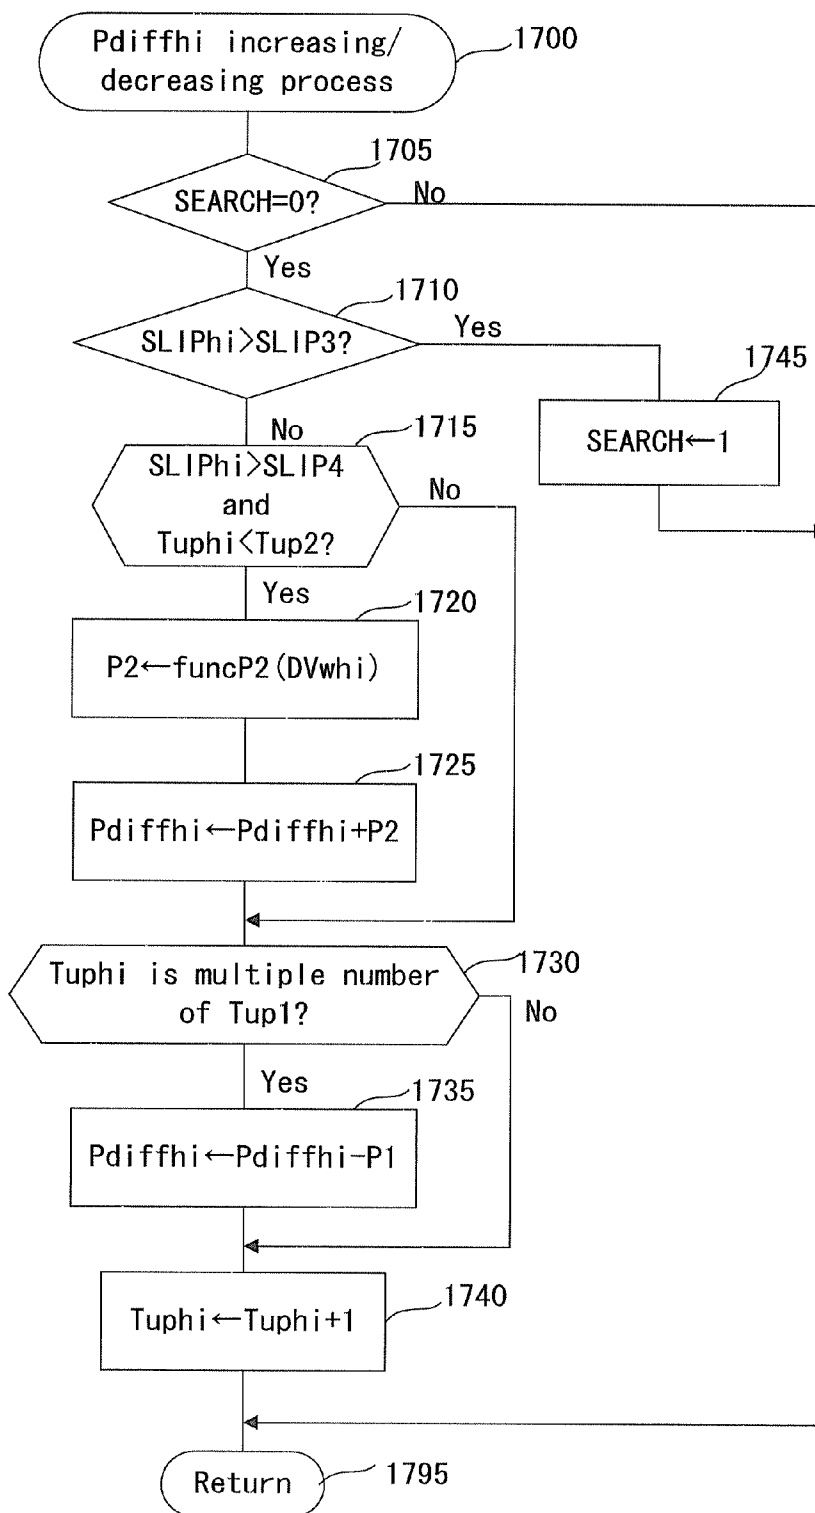 Pdiffhi increasing/
decreasing process
1700
1705
SEARCH=0?
No
Yes
1710
SLIPhi>SLIP3?
Yes
1745
SEARCH←1
No
1715
SLIPhi>SLIP4
and
Tuphi<Tup2?
No
Yes
1720
P2←funcP2(DVwhi)
1725
Pdiffhi←Pdiffhi+P2
Tuphi is multiple number
of Tup1?
1730
No
Yes
1735
Pdiffhi←Pdiffhi-P1
1740
Tuphi←Tuphi+1
Return
1795